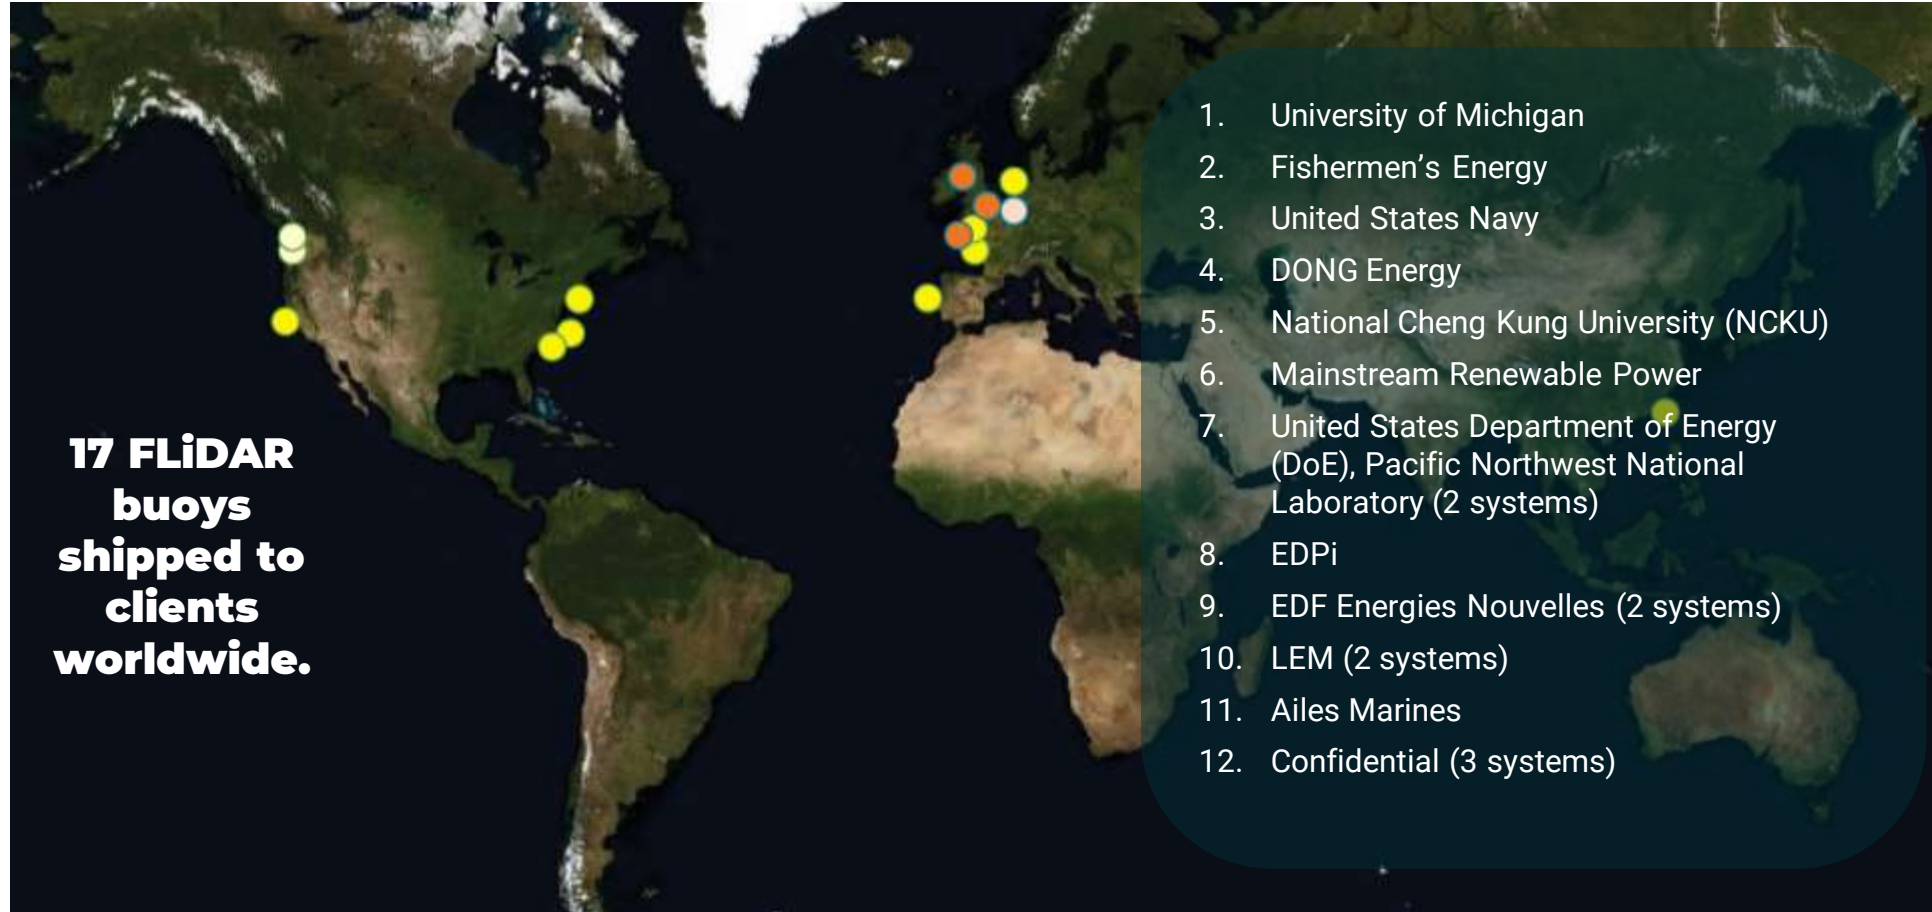 17 FLiDAR
buoys
shipped to
clients
worldwide.
1. University of Michigan
2. Fishermen’s Energy
3. United States Navy
4. DONG Energy
5. National Cheng Kung University (NCKU)
6. Mainstream Renewable Power
7. United States Department of Energy
(DoE), Pacific Northwest National
Laboratory (2 systems)
8. EDPi
9. EDF Energies Nouvelles (2 systems)
10. LEM (2 systems)
11. Ailes Marines
12. Confidential (3 systems)